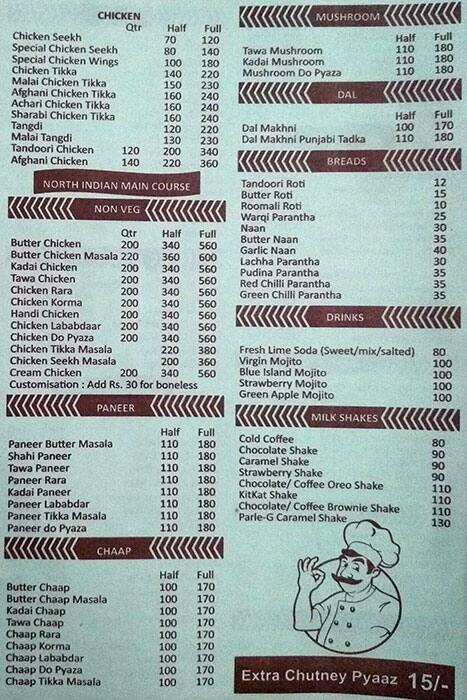 CHICKEN
Qtr Half Full
Chicken Seekh 70 120
Special Chicken Seekh 80 140
Special Chicken Wings 100 180
Chicken Tikka 140 220
Malai Chicken Tikka 150 230
Afghani Chicken Tikka 160 240
Achari Chicken Tikka 160 240
Sharabi Chicken Tikka 160 240
Tangdi 120 220
Malai Tangdi 130 230
Tandoori Chicken 120 200 340
Afghani Chicken 140 220 360
NORTH INDIAN MAIN COURSE
NON VEG
Qtr Half Full
Butter Chicken 200 340 560
Butter Chicken Masala 220 360 600
Kadai Chicken 200 340 560
Tawa Chicken 200 340 560
Chicken Rara 200 340 560
Chicken Korma 200 340 560
Handi Chicken 200 340 560
Chicken Lababdaar 200 340 560
Chicken Do Pyaza 200 340 560
Chicken Tikka Masala 220 380
Chicken Seekh Masala 200 360
Cream Chicken 200 340 560
Customisation : Add Rs. 30 for boneless
PANEER
Half Full
Paneer Butter Masala 110 180
Shahi Paneer 110 180
Tawa Paneer 110 180
Paneer Rara 110 180
Kadai Paneer 110 180
Paneer Lababdar 110 180
Paneer Tikka Masala 110 180
Paneer do Pyaza 110 180
CHAAP
Half Full
Butter Chaap 100 170
Butter Chaap Masala 100 170
Kadai Chaap 100 170
Tawa Chaap 100 170
Chaap Rara 100 170
Chaap Korma 100 170
Chaap Lababdar 100 170
Chaap Do Pyaza 100 170
Chaap Tikka Masala 100 170
MUSHROOM
Half Full
Tawa Mushroom 110 180
Kadai Mushroom 110 180
Mushroom Do Pyaza 110 180
DAL
Half Full
Dal Makhni 100 170
Dal Makhni Punjabi Tadka 110 180
BREADS
Tandoori Roti 12
Butter Roti 15
Roomali Roti 10
Warqi Parantha 25
Naan 30
Butter Naan 35
Garlic Naan 40
Lachha Parantha 30
Pudina Parantha 35
Red Chilli Parantha 35
Green Chilli Parantha 35
DRINKS
Fresh Lime Soda (Sweet/mix/salted) 80
Virgin Mojito 100
Blue Island Mojito 100
Strawberry Mojito 100
Green Apple Mojito 100
MILK SHAKES
Cold Coffee 80
Chocolate Shake 90
Caramel Shake 90
Strawberry Shake 90
Chocolate/ Coffee Oreo Shake 110
KitKat Shake 110
Chocolate/ Coffee Brownie Shake 110
Parle-G Caramel Shake 130
Extra Chutney Pyaaz 15/-